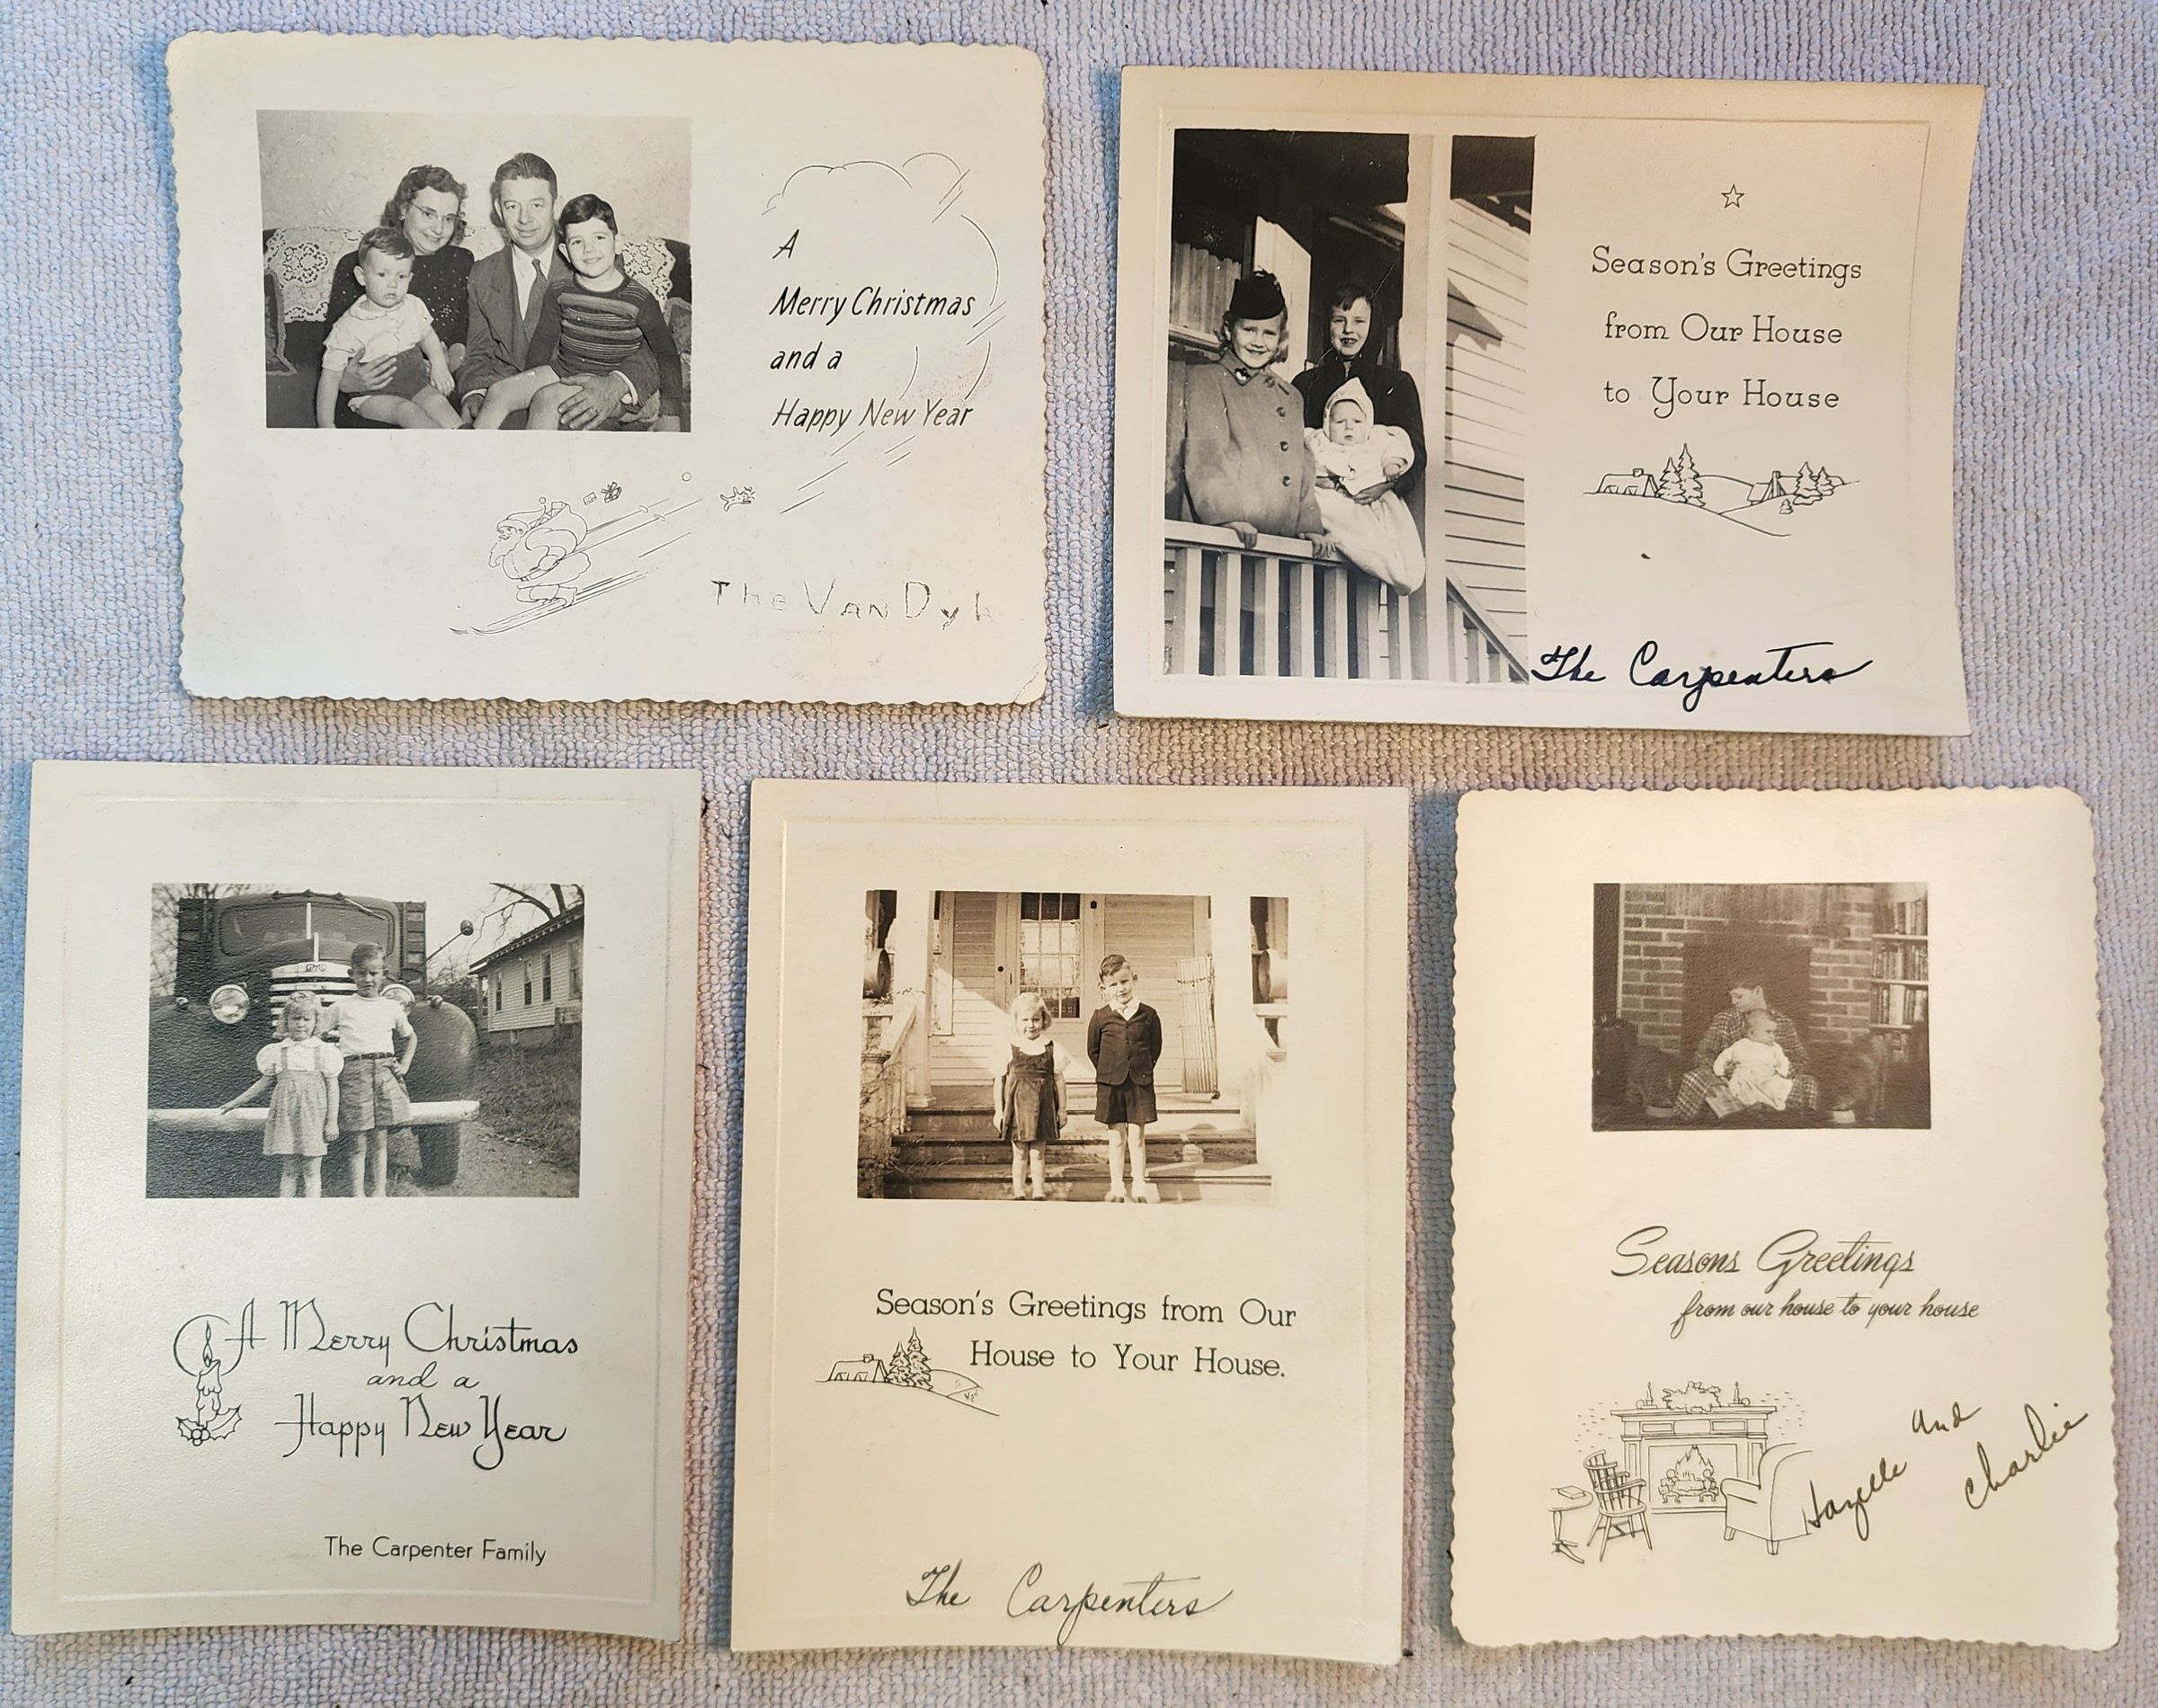 A
Merry Christmas
and a
Happy New Year
The Van Dyk
Season's Greetings
from Our House
to Your House
The Carpenters
GMC
A Merry Christmas
and a
Happy New Year
The Carpenter Family
Season's Greetings from Our
House to Your House.
The Carpenters
Seasons Greetings
from our house to your house
Hazelle and
Charlie